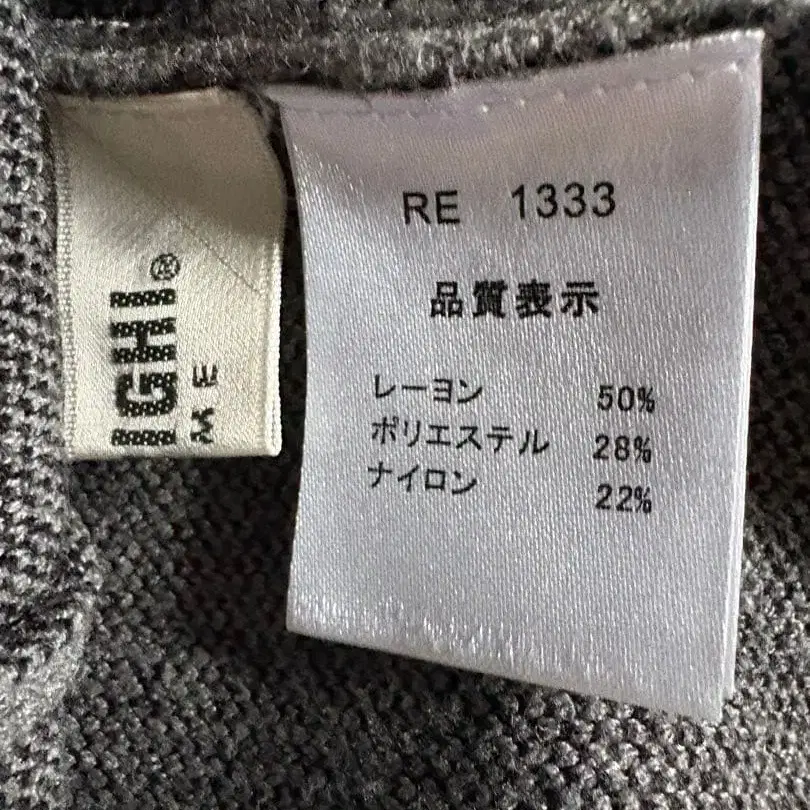 IGHI®
ME
RE 1333
品質表示
レーヨン 50%
ポリエステル 28%
ナイロン 22%